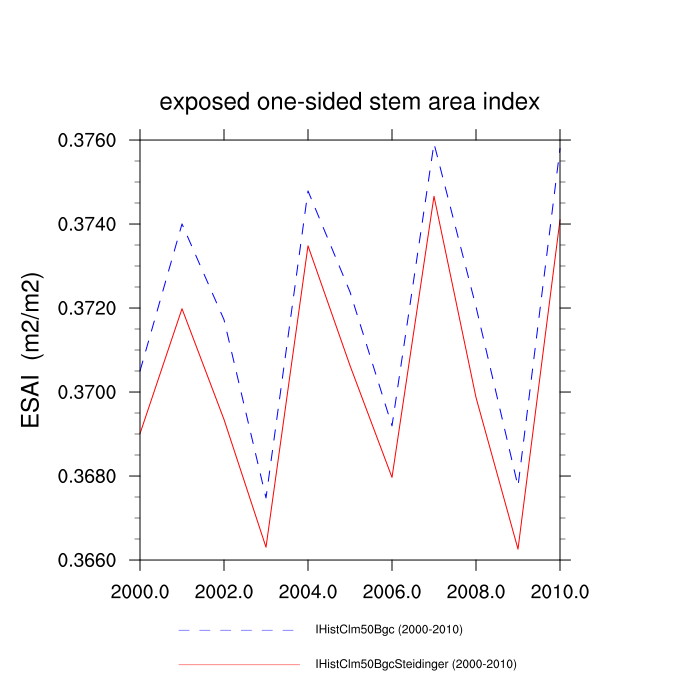 exposed one-sided stem area index
ESAI (m2/m2)
0.3760
0.3740
0.3720
0.3700
0.3680
0.3660
2000.0 2002.0 2004.0 2006.0 2008.0 2010.0
IHistClm50Bgc (2000-2010)
IHistClm50BgcSteidinger (2000-2010)